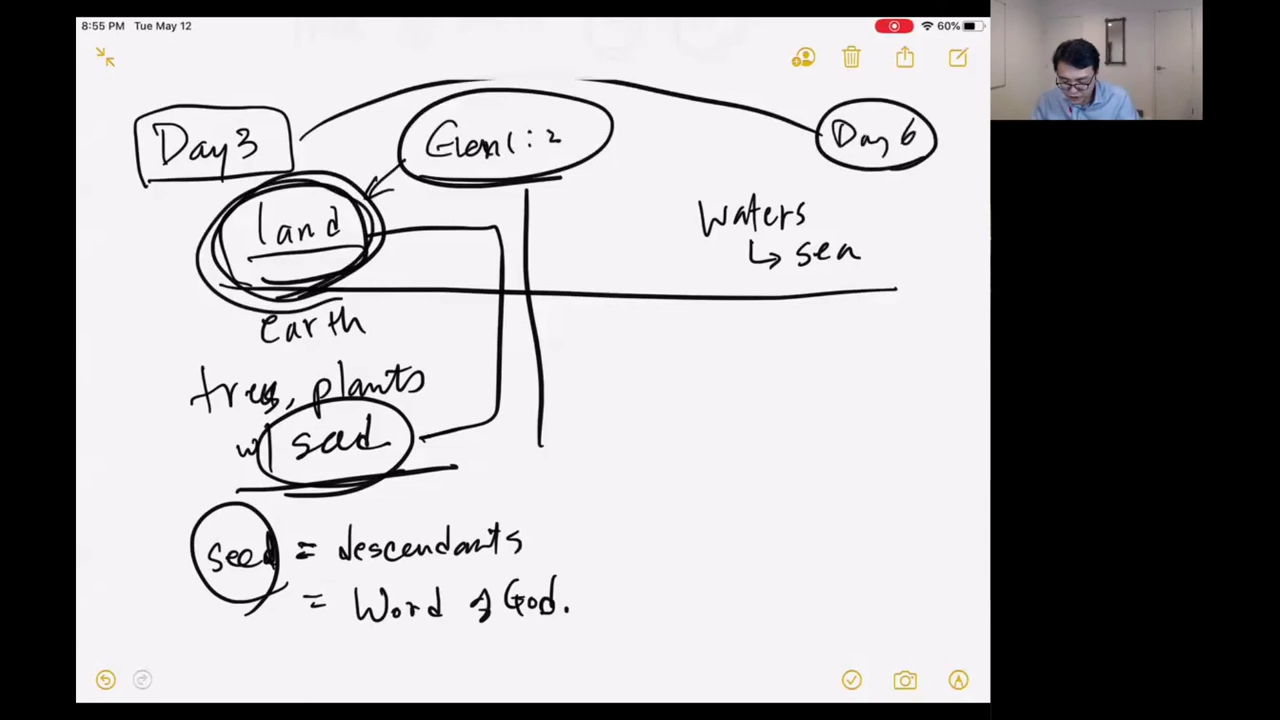 8:55 PM Tue May 12
60%
Day 3
Gen 1:2
Day 6
land
waters
↳ sea
earth
trees, plants
w/ seed
seed = descendants
= Word of God.